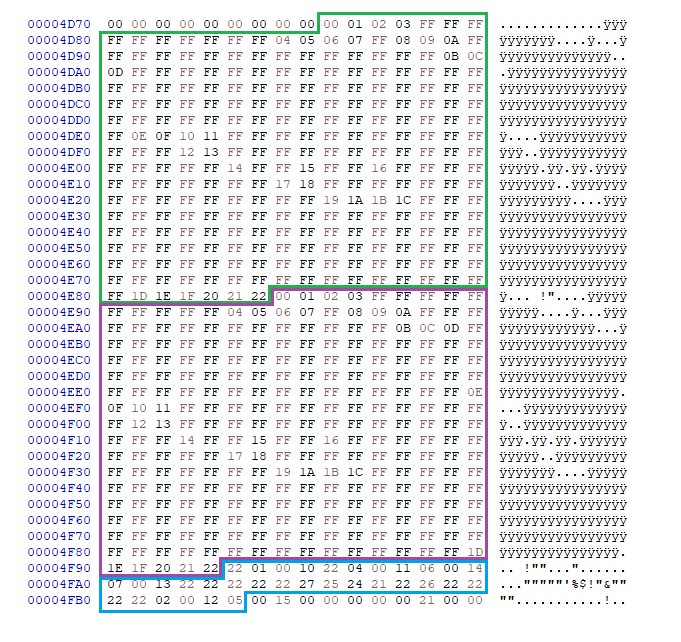 00004D70 00 00 00 00 00 00 00 00 00 00 01 02 03 FF FF FF .............ÿÿÿ
00004D80 FF FF FF FF FF FF FF 04 05 06 07 FF 08 09 0A FF ÿÿÿÿÿÿÿ....ÿ...ÿ
00004D90 FF FF FF FF FF FF FF FF FF FF FF FF FF FF 0B 0C ÿÿÿÿÿÿÿÿÿÿÿÿÿÿ..
00004DA0 0D FF FF FF FF FF FF FF FF FF FF FF FF FF FF FF .ÿÿÿÿÿÿÿÿÿÿÿÿÿÿÿ
00004DB0 FF FF FF FF FF FF FF FF FF FF FF FF FF FF FF FF ÿÿÿÿÿÿÿÿÿÿÿÿÿÿÿÿ
00004DC0 FF FF FF FF FF FF FF FF FF FF FF FF FF FF FF FF ÿÿÿÿÿÿÿÿÿÿÿÿÿÿÿÿ
00004DD0 FF FF FF FF FF FF FF FF FF FF FF FF FF FF FF FF ÿÿÿÿÿÿÿÿÿÿÿÿÿÿÿÿ
00004DE0 FF 0E 0F 10 11 FF FF FF FF FF FF FF FF FF FF FF ÿ....ÿÿÿÿÿÿÿÿÿÿÿ
00004DF0 FF FF FF 12 13 FF FF FF FF FF FF FF FF FF FF FF ÿÿÿ..ÿÿÿÿÿÿÿÿÿÿÿ
00004E00 FF FF FF FF FF 14 FF FF 15 FF FF 16 FF FF FF FF ÿÿÿÿÿ.ÿÿ.ÿÿ.ÿÿÿÿ
00004E10 FF FF FF FF FF FF FF 17 18 FF FF FF FF FF FF FF ÿÿÿÿÿÿÿ..ÿÿÿÿÿÿÿ
00004E20 FF FF FF FF FF FF FF FF FF 19 1A 1B 1C FF FF FF ÿÿÿÿÿÿÿÿÿ....ÿÿÿ
00004E30 FF FF FF FF FF FF FF FF FF FF FF FF FF FF FF FF ÿÿÿÿÿÿÿÿÿÿÿÿÿÿÿÿ
00004E40 FF FF FF FF FF FF FF FF FF FF FF FF FF FF FF FF ÿÿÿÿÿÿÿÿÿÿÿÿÿÿÿÿ
00004E50 FF FF FF FF FF FF FF FF FF FF FF FF FF FF FF FF ÿÿÿÿÿÿÿÿÿÿÿÿÿÿÿÿ
00004E60 FF FF FF FF FF FF FF FF FF FF FF FF FF FF FF FF ÿÿÿÿÿÿÿÿÿÿÿÿÿÿÿÿ
00004E70 FF FF FF FF FF FF FF FF FF FF FF FF FF FF FF FF ÿÿÿÿÿÿÿÿÿÿÿÿÿÿÿÿ
00004E80 FF 1D 1E 1F 20 21 22 00 01 02 03 FF FF FF FF FF ÿ... !"....ÿÿÿÿÿ
00004E90 FF FF FF FF FF 04 05 06 07 FF 08 09 0A FF FF FF ÿÿÿÿÿ....ÿ...ÿÿÿ
00004EA0 FF FF FF FF FF FF FF FF FF FF FF FF 0B 0C 0D FF ÿÿÿÿÿÿÿÿÿÿÿÿ...ÿ
00004EB0 FF FF FF FF FF FF FF FF FF FF FF FF FF FF FF FF ÿÿÿÿÿÿÿÿÿÿÿÿÿÿÿÿ
00004EC0 FF FF FF FF FF FF FF FF FF FF FF FF FF FF FF FF ÿÿÿÿÿÿÿÿÿÿÿÿÿÿÿÿ
00004ED0 FF FF FF FF FF FF FF FF FF FF FF FF FF FF FF FF ÿÿÿÿÿÿÿÿÿÿÿÿÿÿÿÿ
00004EE0 FF FF FF FF FF FF FF FF FF FF FF FF FF FF FF 0E ÿÿÿÿÿÿÿÿÿÿÿÿÿÿÿ.
00004EF0 0F 10 11 FF FF FF FF FF FF FF FF FF FF FF FF FF ...ÿÿÿÿÿÿÿÿÿÿÿÿÿ
00004F00 FF 12 13 FF FF FF FF FF FF FF FF FF FF FF FF FF ÿ..ÿÿÿÿÿÿÿÿÿÿÿÿÿ
00004F10 FF FF FF 14 FF FF 15 FF FF 16 FF FF FF FF FF FF ÿÿÿ.ÿÿ.ÿÿ.ÿÿÿÿÿÿ
00004F20 FF FF FF FF FF 17 18 FF FF FF FF FF FF FF FF FF ÿÿÿÿÿ..ÿÿÿÿÿÿÿÿÿ
00004F30 FF FF FF FF FF FF FF 19 1A 1B 1C FF FF FF FF FF ÿÿÿÿÿÿÿ....ÿÿÿÿÿ
00004F40 FF FF FF FF FF FF FF FF FF FF FF FF FF FF FF FF ÿÿÿÿÿÿÿÿÿÿÿÿÿÿÿÿ
00004F50 FF FF FF FF FF FF FF FF FF FF FF FF FF FF FF FF ÿÿÿÿÿÿÿÿÿÿÿÿÿÿÿÿ
00004F60 FF FF FF FF FF FF FF FF FF FF FF FF FF FF FF FF ÿÿÿÿÿÿÿÿÿÿÿÿÿÿÿÿ
00004F70 FF FF FF FF FF FF FF FF FF FF FF FF FF FF FF FF ÿÿÿÿÿÿÿÿÿÿÿÿÿÿÿÿ
00004F80 FF FF FF FF FF FF FF FF FF FF FF FF FF FF FF 1D ÿÿÿÿÿÿÿÿÿÿÿÿÿÿÿ.
00004F90 1E 1F 20 21 22 22 01 00 10 22 04 00 11 06 00 14 .. !""..."......
00004FA0 07 00 13 22 22 22 22 22 27 25 24 21 22 26 22 22 ..."""""'%$!"&""
00004FB0 22 22 02 00 12 05 00 15 00 00 00 00 00 21 00 00 ""...........!..